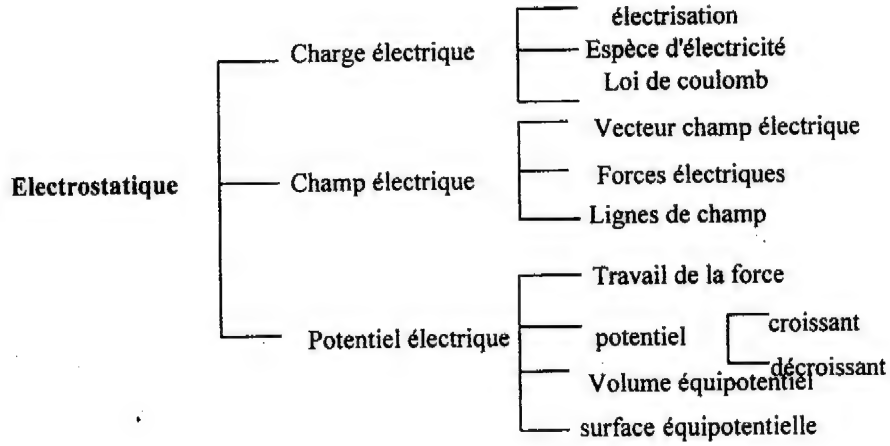 électrisation
Charge électrique
Espèce d'électricité
Loi de coulomb
Vecteur champ électrique
Electrostatique
Champ électrique
Forces électriques
Lignes de champ
Travail de la force
Potentiel électrique
potentiel
croissant
décroissant
Volume équipotentiel
surface équipotentielle